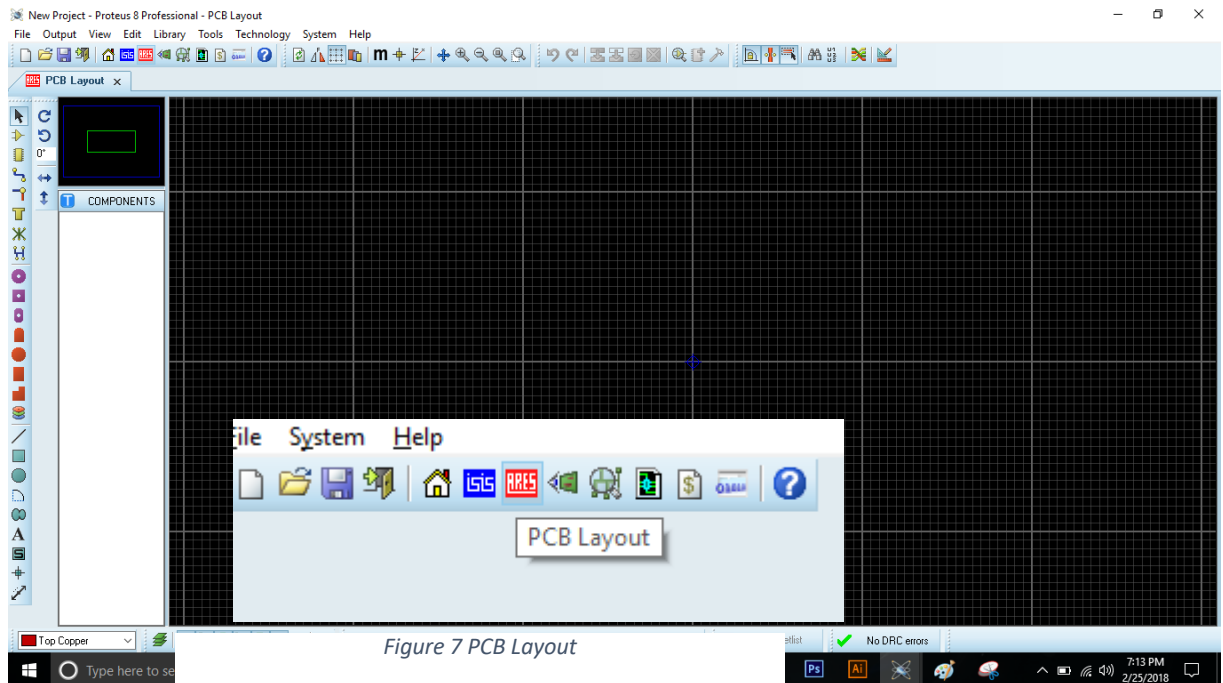 New Project - Proteus 8 Professional - PCB Layout
File Output View Edit Library Tools Technology System Help
PCB Layout x
0°
COMPONENTS
File System Help
isis ARES
PCB Layout
Top Copper
No DRC errors
Figure 7 PCB Layout
Type here to se
Ps Ai
7:13 PM
2/25/2018